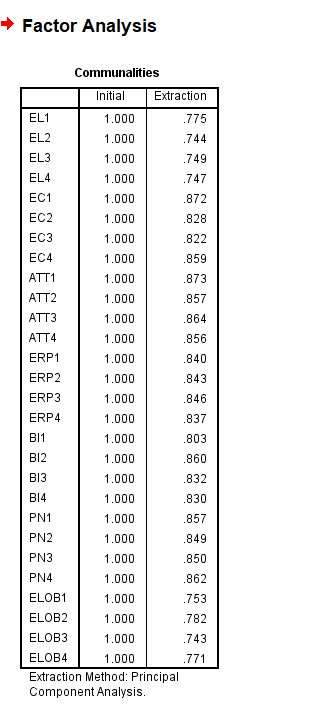 Factor Analysis
Communalities
Initial Extraction
EL1 1.000 .775
EL2 1.000 .744
EL3 1.000 .749
EL4 1.000 .747
EC1 1.000 .872
EC2 1.000 .828
EC3 1.000 .822
EC4 1.000 .859
ATT1 1.000 .873
ATT2 1.000 .857
ATT3 1.000 .864
ATT4 1.000 .856
ERP1 1.000 .840
ERP2 1.000 .843
ERP3 1.000 .846
ERP4 1.000 .837
BI1 1.000 .803
BI2 1.000 .860
BI3 1.000 .832
BI4 1.000 .830
PN1 1.000 .857
PN2 1.000 .849
PN3 1.000 .850
PN4 1.000 .862
ELOB1 1.000 .753
ELOB2 1.000 .782
ELOB3 1.000 .743
ELOB4 1.000 .771
Extraction Method: Principal
Component Analysis.